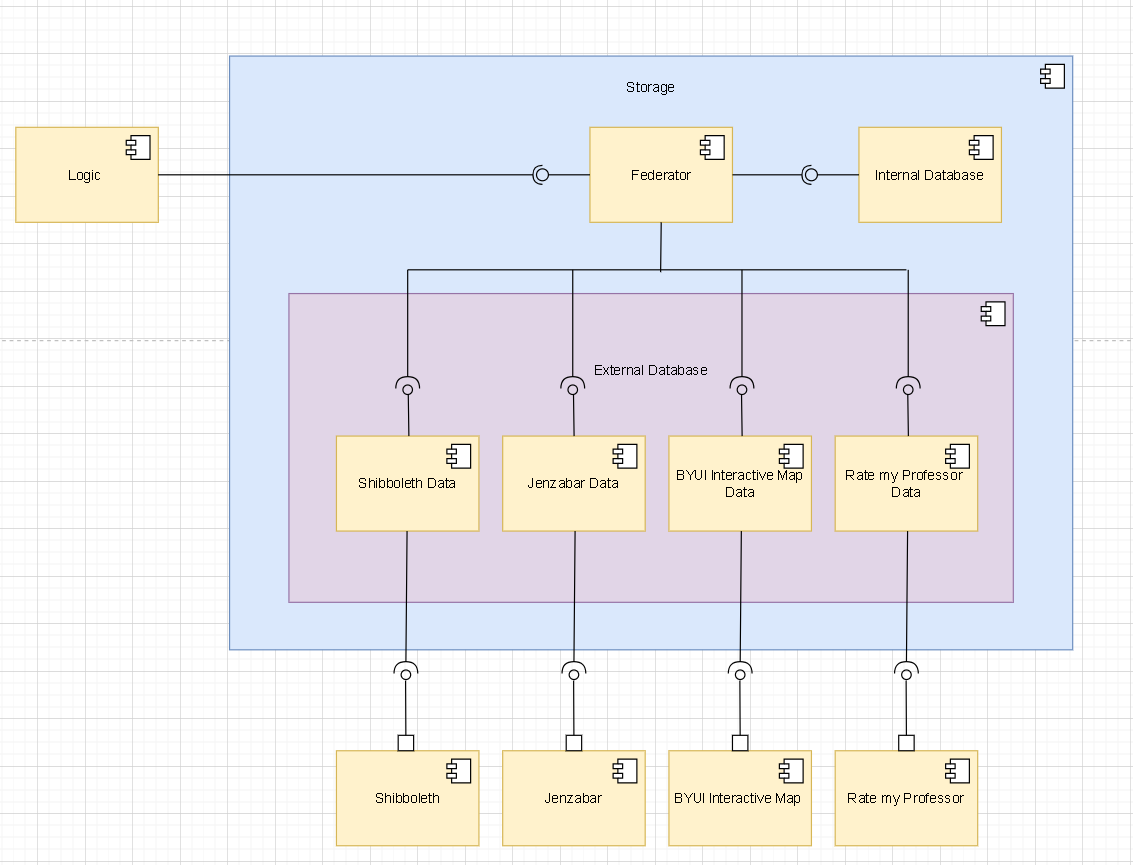 Storage
Logic
Federator
Internal Database
External Database
Shibboleth Data
Jenzabar Data
BYUI Interactive Map
Data
Rate my Professor
Data
Shibboleth
Jenzabar
BYUI Interactive Map
Rate my Professor